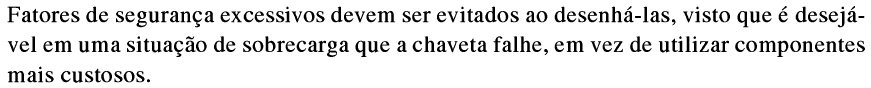 Fatores de segurança excessivos devem ser evitados ao desenhá-las, visto que é desejá-
vel em uma situação de sobrecarga que a chaveta falhe, em vez de utilizar componentes
mais custosos.